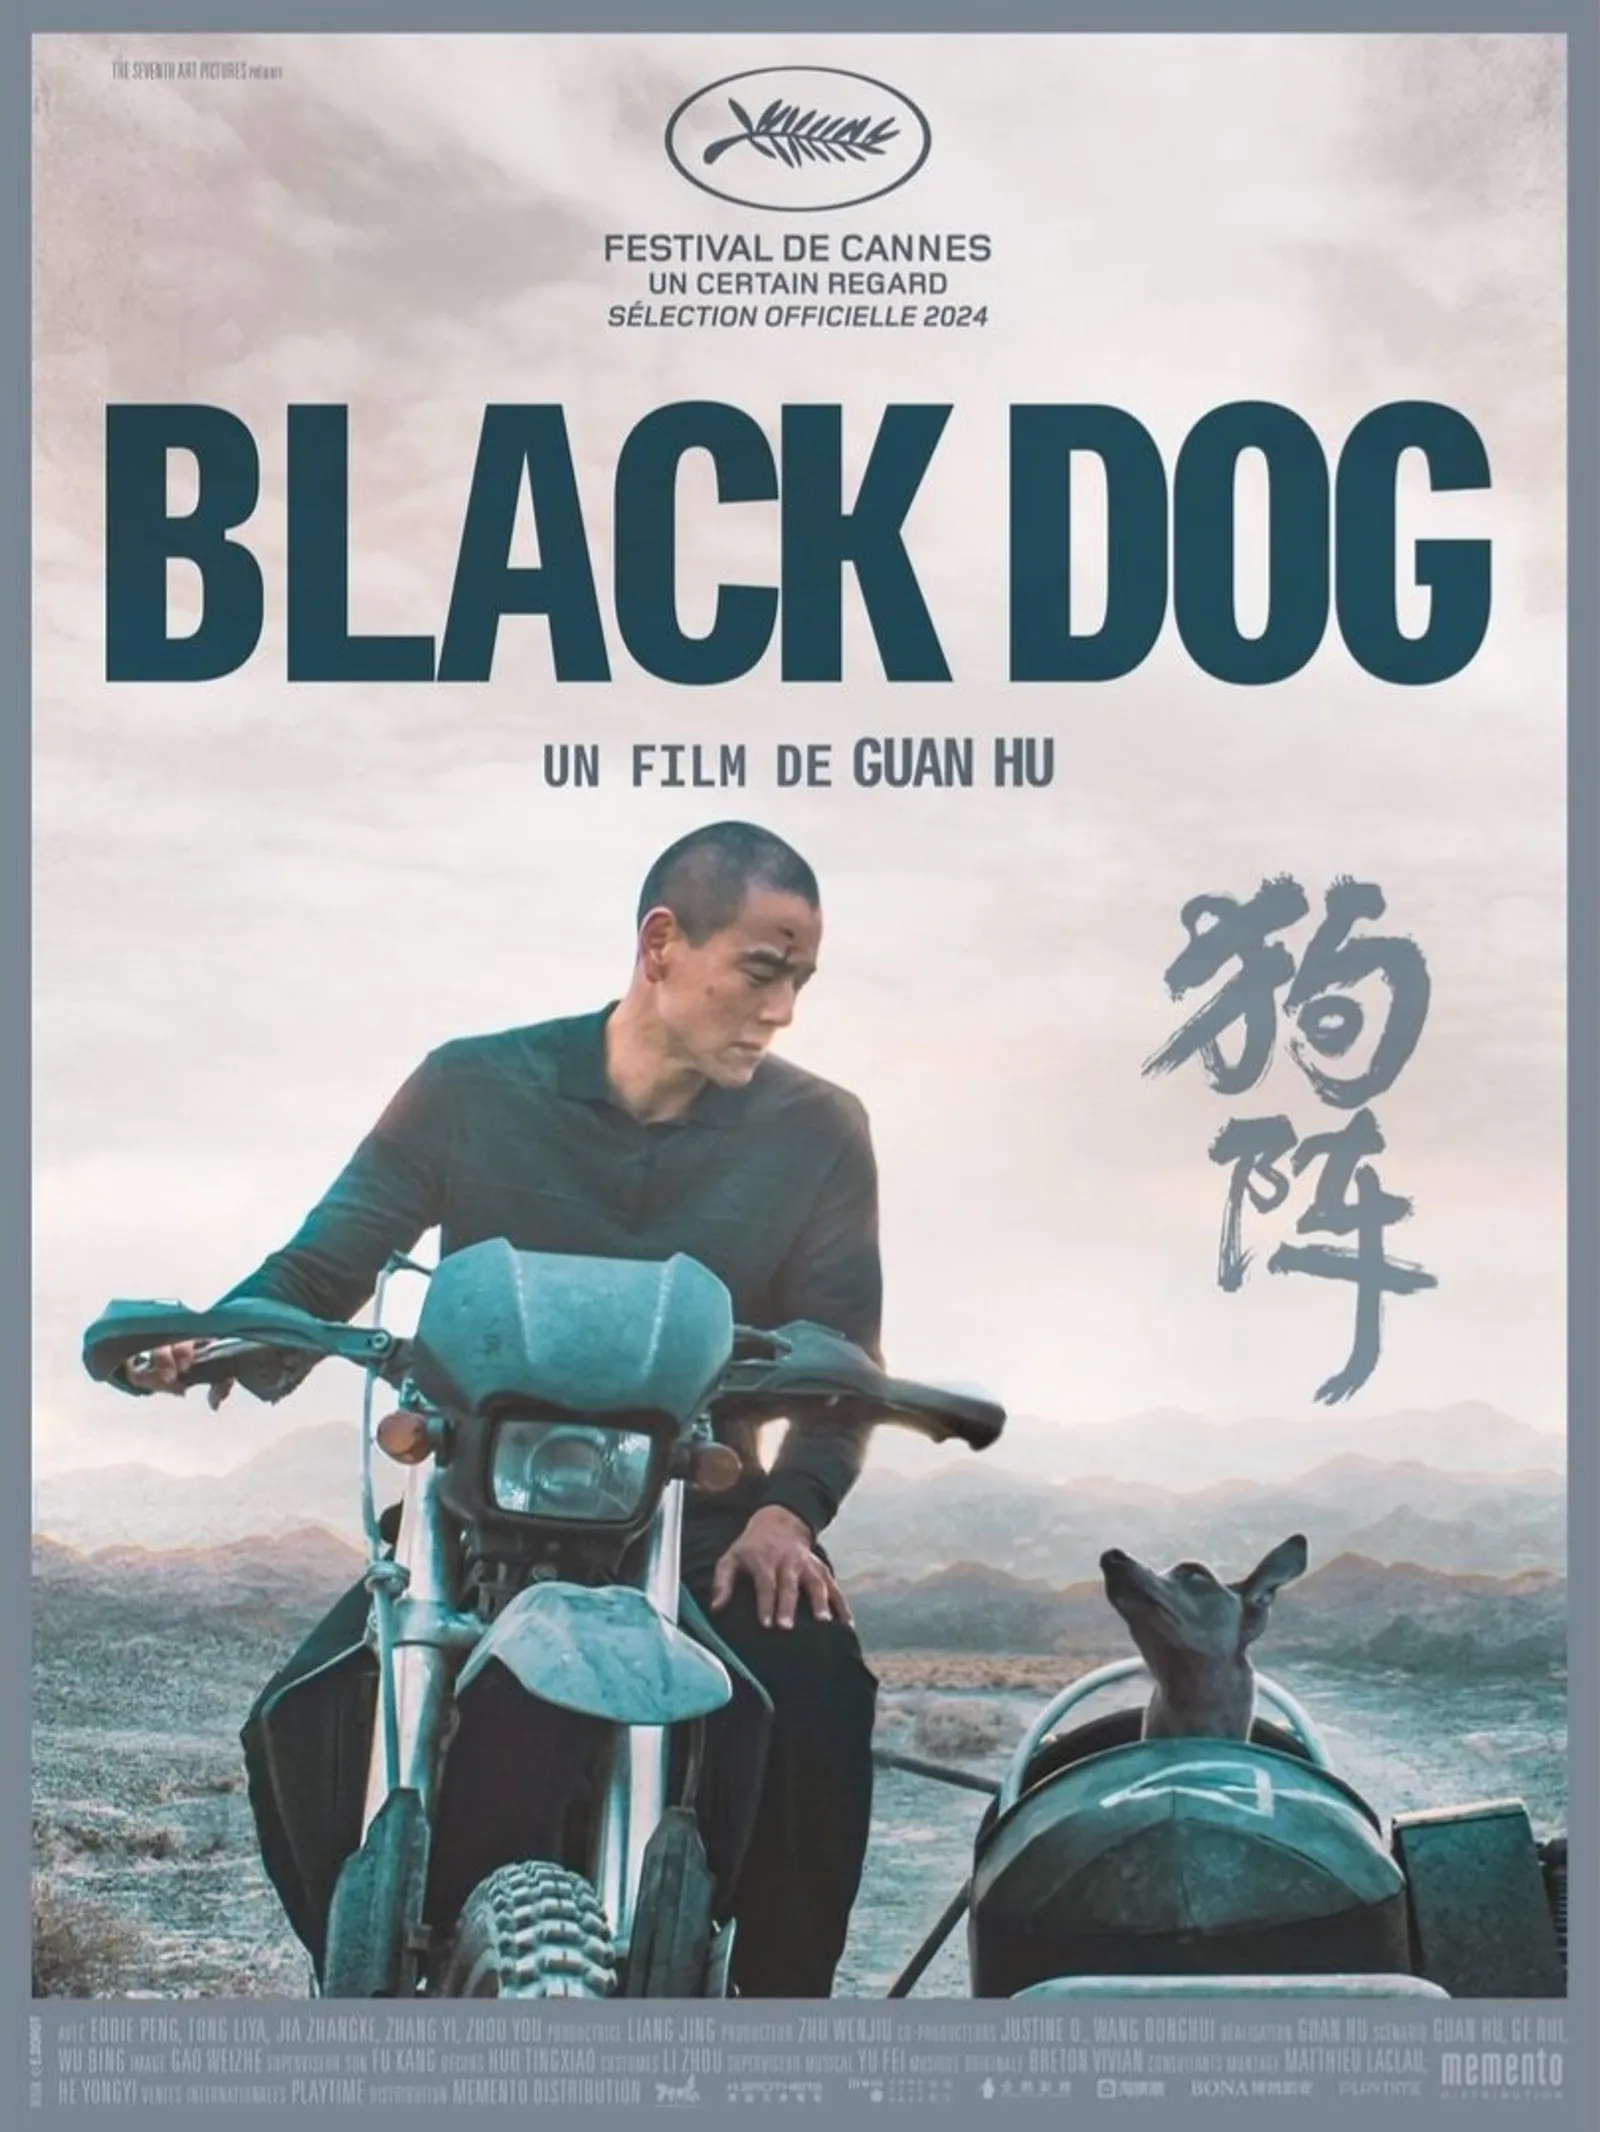 THE SEVENTH ART PICTURES PRÉSENTE
FESTIVAL DE CANNES
UN CERTAIN REGARD
SÉLECTION OFFICIELLE 2024
BLACK DOG
UN FILM DE GUAN HU
狗
阵
AVEC EDDIE PENG, TONG LIYA, JIA ZHANGKE, ZHANG YI, ZHOU YOU PRODUCTRICE LIANG JING PRODUCTEUR ZHU WENJIU CO-PRODUCTEURS JUSTINE O., WANG DONGHUI RÉALISATION GUAN HU SCÉNARIO GUAN HU, GE RUI,
WU BING IMAGE GAO WEIZHE SUPERVISEUR SON FU KANG DÉCORS HUO TINGXIAO COSTUMES LI ZHOU SUPERVISEUR MUSICAL YU FEI MUSIQUE ORIGINALE BRETON VIVIAN CONSULTANTS MONTAGE MATTHIEU LACLAU,
HE YONGYI VENTES INTERNATIONALES PLAYTIME DISTRIBUTION MEMENTO DISTRIBUTION
BONA
PLAYTIME
memento
DISTRIBUTION